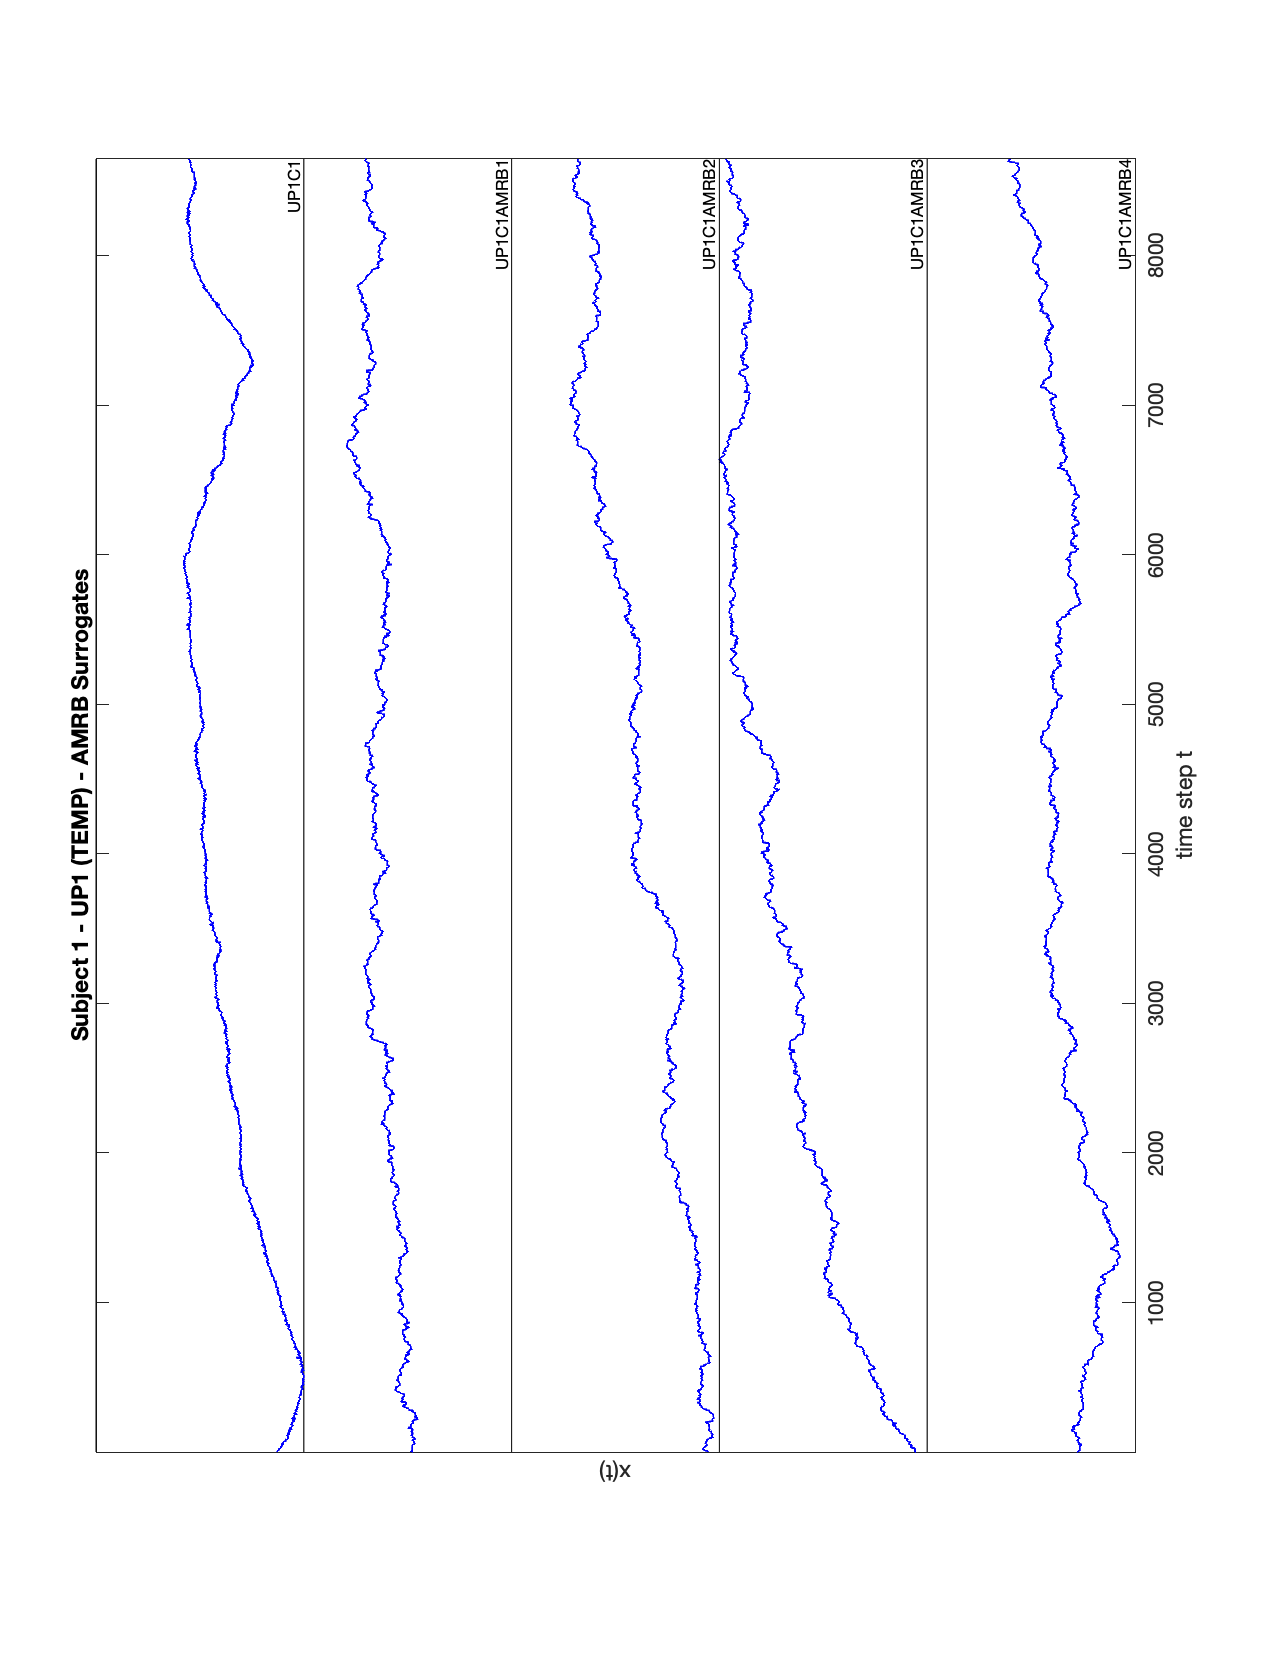 Subject 1 - UP1 (TEMP) - AMRB Surrogates
UP1C1
UP1C1AMRB1
UP1C1AMRB2
UP1C1AMRB3
UP1C1AMRB4
x(t)
1000 2000 3000 4000 5000 6000 7000 8000
time step t